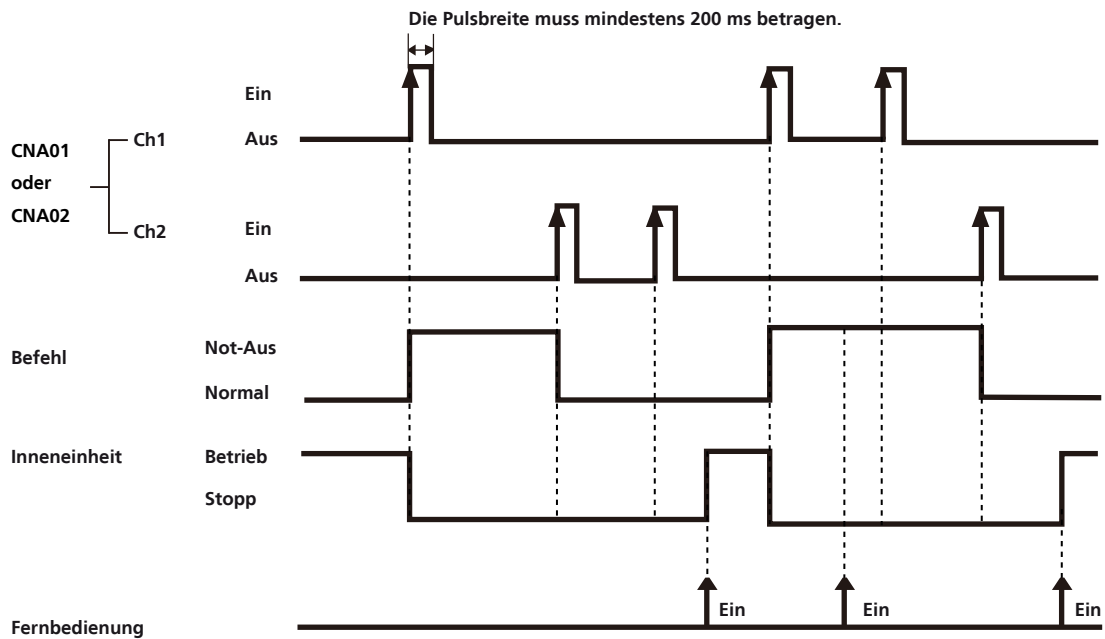 Die Pulsbreite muss mindestens 200 ms betragen.
Ein
Aus
CNA01
oder
CNA02
Ch1
Ch2
Ein
Aus
Befehl
Not-Aus
Normal
Inneneinheit
Betrieb
Stopp
Ein
Ein
Ein
Fernbedienung